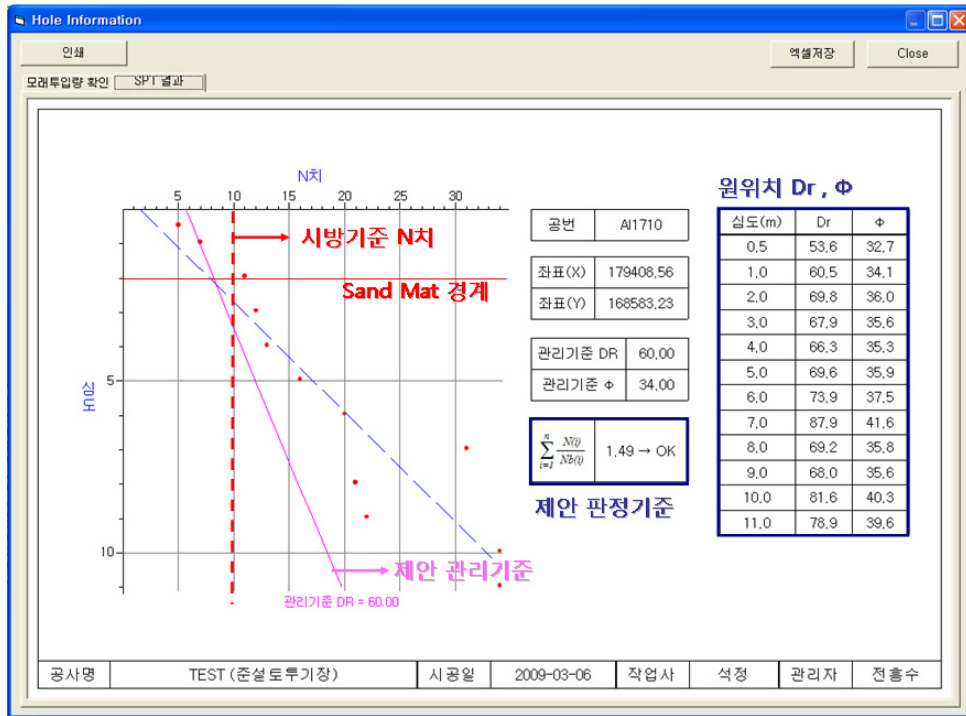 Hole Information
인쇄
엑셀저장
Close
모래투입량 확인
SPT 결과
N치
5 10 15 20 25 30
시방기준 N치
Sand Mat 경계
심도
5
10
제안 관리기준
관리기준 DR = 60.00
공번 AI1710
좌표(X) 179408.56
좌표(Y) 168583.23
관리기준 DR 60.00
관리기준 Φ 34.00
n
∑ N(i)
i=1 Nb(i)
1.49 → OK
제안 판정기준
원위치 Dr , Φ
심도(m) Dr Φ
0.5 53.6 32.7
1.0 60.5 34.1
2.0 69.8 36.0
3.0 67.9 35.6
4.0 66.3 35.3
5.0 69.6 35.9
6.0 73.9 37.5
7.0 87.9 41.6
8.0 69.2 35.8
9.0 68.0 35.6
10.0 81.6 40.3
11.0 78.9 39.6
공사명 TEST (준설토투기장) 시공일 2009-03-06 작업사 석정 관리자 전흥수